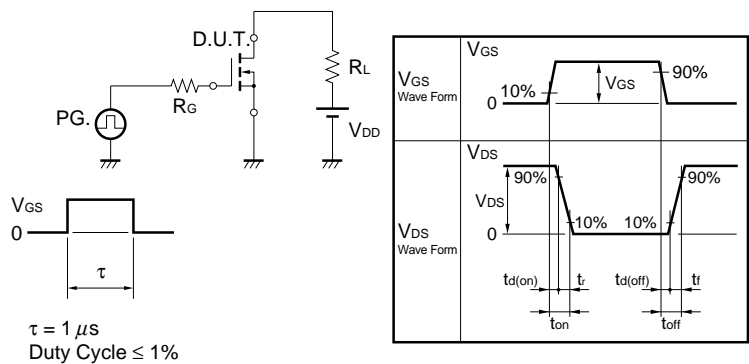 D.U.T.
RL
RG
PG.
VDD
VGS
0
τ
τ = 1 μs
Duty Cycle ≤ 1%
VGS
Wave Form
VGS
10%
VGS
90%
0
VDS
Wave Form
VDS
90%
90%
VDS
10%
10%
0
td(on)
tr
td(off)
tf
ton
toff